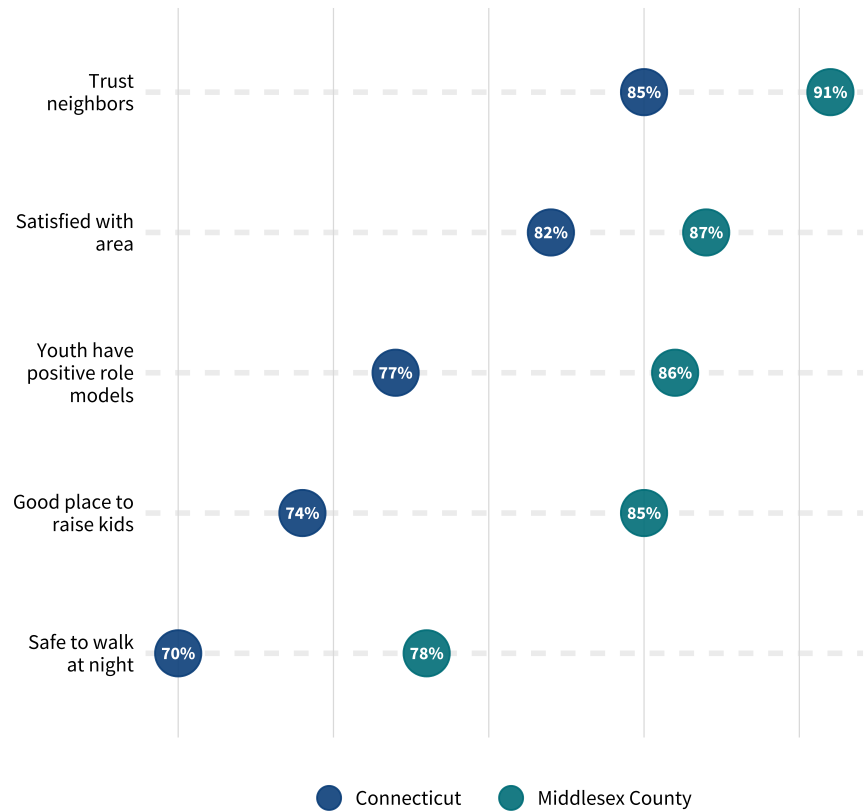 Trust
neighbors
85%
91%
Satisfied with
area
82%
87%
Youth have
positive role
models
77%
86%
Good place to
raise kids
74%
85%
Safe to walk
at night
70%
78%
Connecticut
Middlesex County